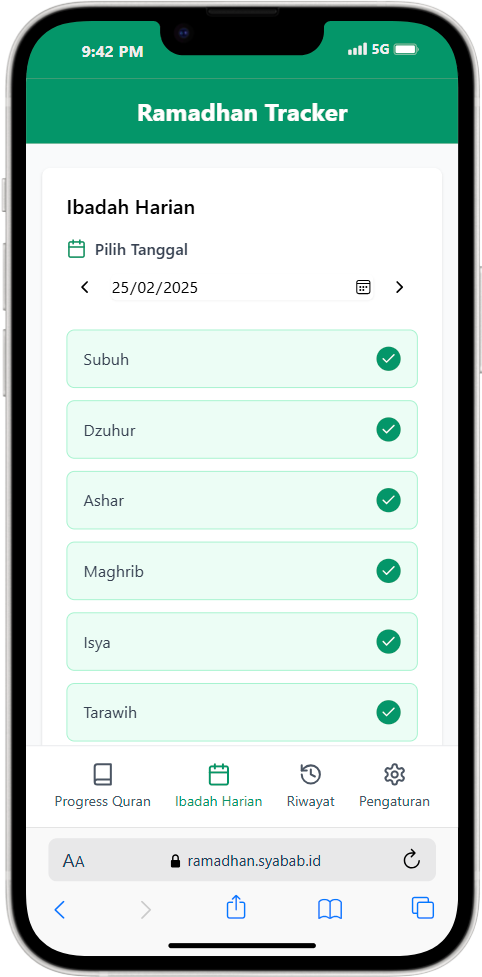 9:42 PM 5G
Ramadhan Tracker
Ibadah Harian
Pilih Tanggal
25/02/2025
Subuh
Dzuhur
Ashar
Maghrib
Isya
Tarawih
Progress Quran Ibadah Harian Riwayat Pengaturan
AA ramadhan.syabab.id